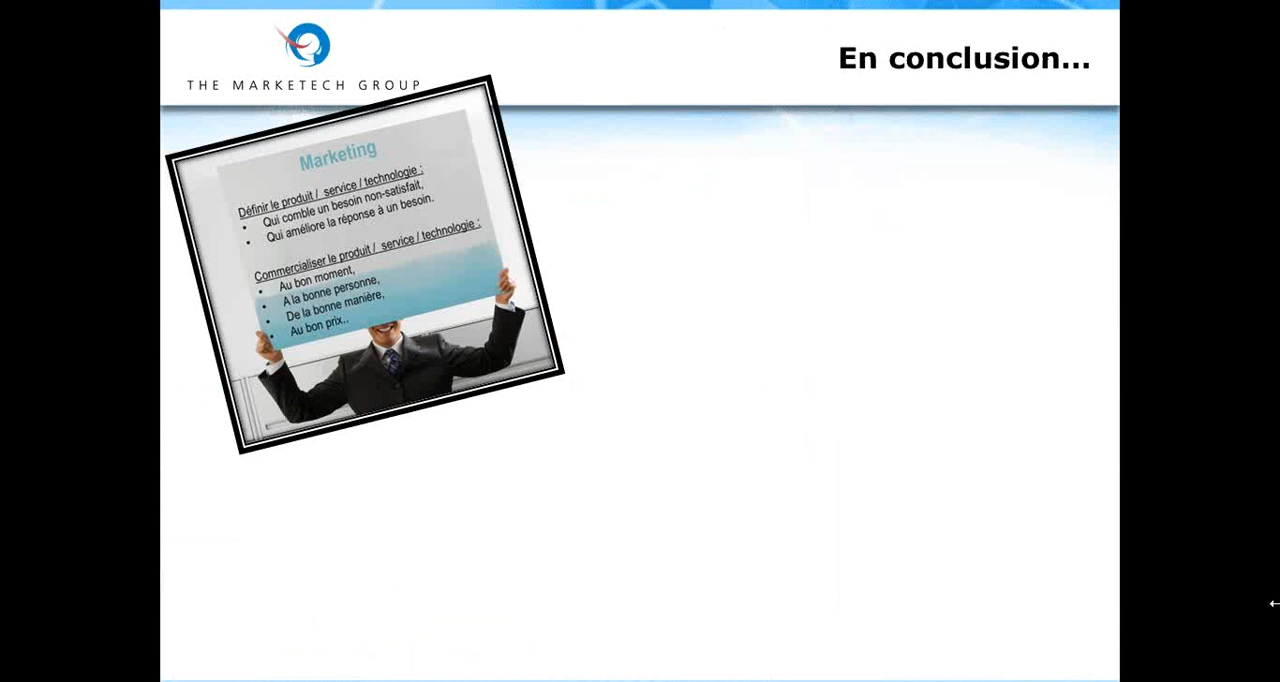 THE MARKETECH GROUP
En conclusion...
Marketing
Définir le produit / service / technologie :
• Qui comble un besoin non-satisfait,
• Qui améliore la réponse à un besoin.
Commercialiser le produit / service / technologie :
• Au bon moment,
• A la bonne personne,
• De la bonne manière,
• Au bon prix..